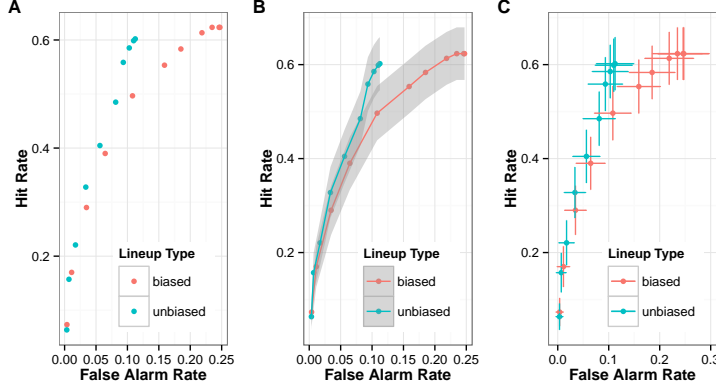 A
Hit Rate
0.6
0.4
0.2
Lineup Type
biased
unbiased
0.00 0.05 0.10 0.15 0.20 0.25
False Alarm Rate
B
Hit Rate
0.6
0.4
0.2
Lineup Type
biased
unbiased
0.00 0.05 0.10 0.15 0.20 0.25
False Alarm Rate
C
Hit Rate
0.6
0.4
0.2
Lineup Type
biased
unbiased
0.0 0.1 0.2 0.3
False Alarm Rate